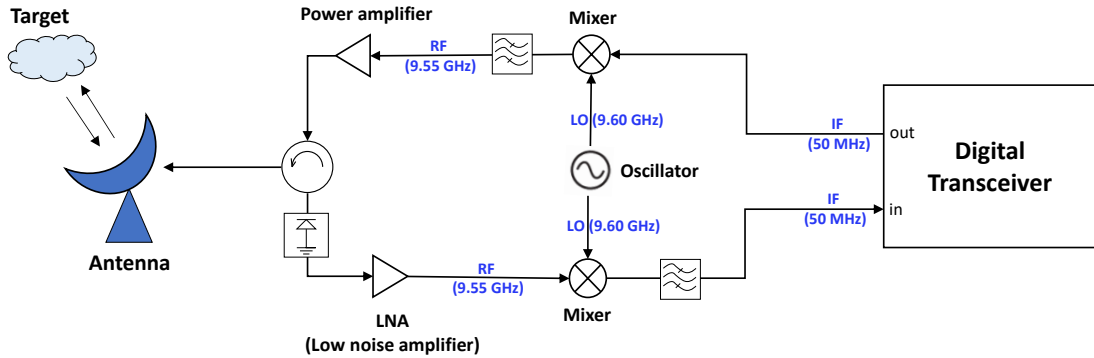 Target
Power amplifier
Mixer
RF
(9.55 GHz)
LO (9.60 GHz)
IF
(50 MHz)
out
Digital
Transceiver
Oscillator
in
IF
(50 MHz)
LO (9.60 GHz)
Antenna
RF
(9.55 GHz)
LNA
(Low noise amplifier)
Mixer